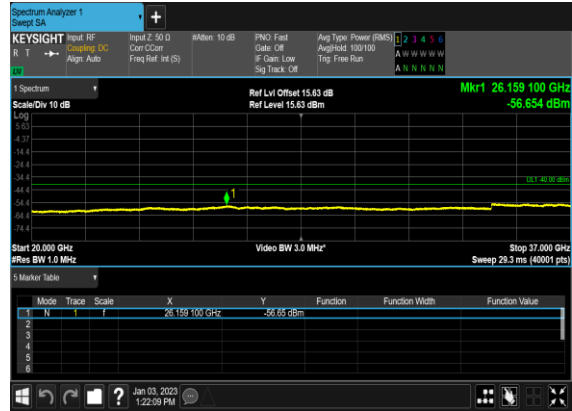 Spectrum Analyzer 1
Swept SA
+
KEYSIGHT Input: RF Input Z: 50 Ω #Atten: 10 dB PNO: Fast Avg Type: Power (RMS) 1 2 3 4 5 6
R T Coupling: DC Corr CCorr Gate: Off Avg|Hold: 100/100 A W W W W W
Align: Auto Freq Ref: Int (S) IF Gain: Low Trig: Free Run
Sig Track: Off A N N N N N
1 Spectrum Ref Lvl Offset 15.63 dB Mkr1 26.159 100 GHz
Scale/Div 10 dB Ref Level 15.63 dBm -56.654 dBm
Log
5.63
-4.37
-14.4
-24.4
-34.4 DL1 -40.00 dBm
-44.4
1
-54.4
-64.4
-74.4
Start 20.000 GHz Video BW 3.0 MHz* Stop 37.000 GHz
#Res BW 1.0 MHz Sweep 29.3 ms (40001 pts)
5 Marker Table
Mode Trace Scale X Y Function Function Width Function Value
1 N 1 f 26.159 100 GHz -56.65 dBm
2
3
4
5
6
? Jan 03, 2023
1:22:09 PM